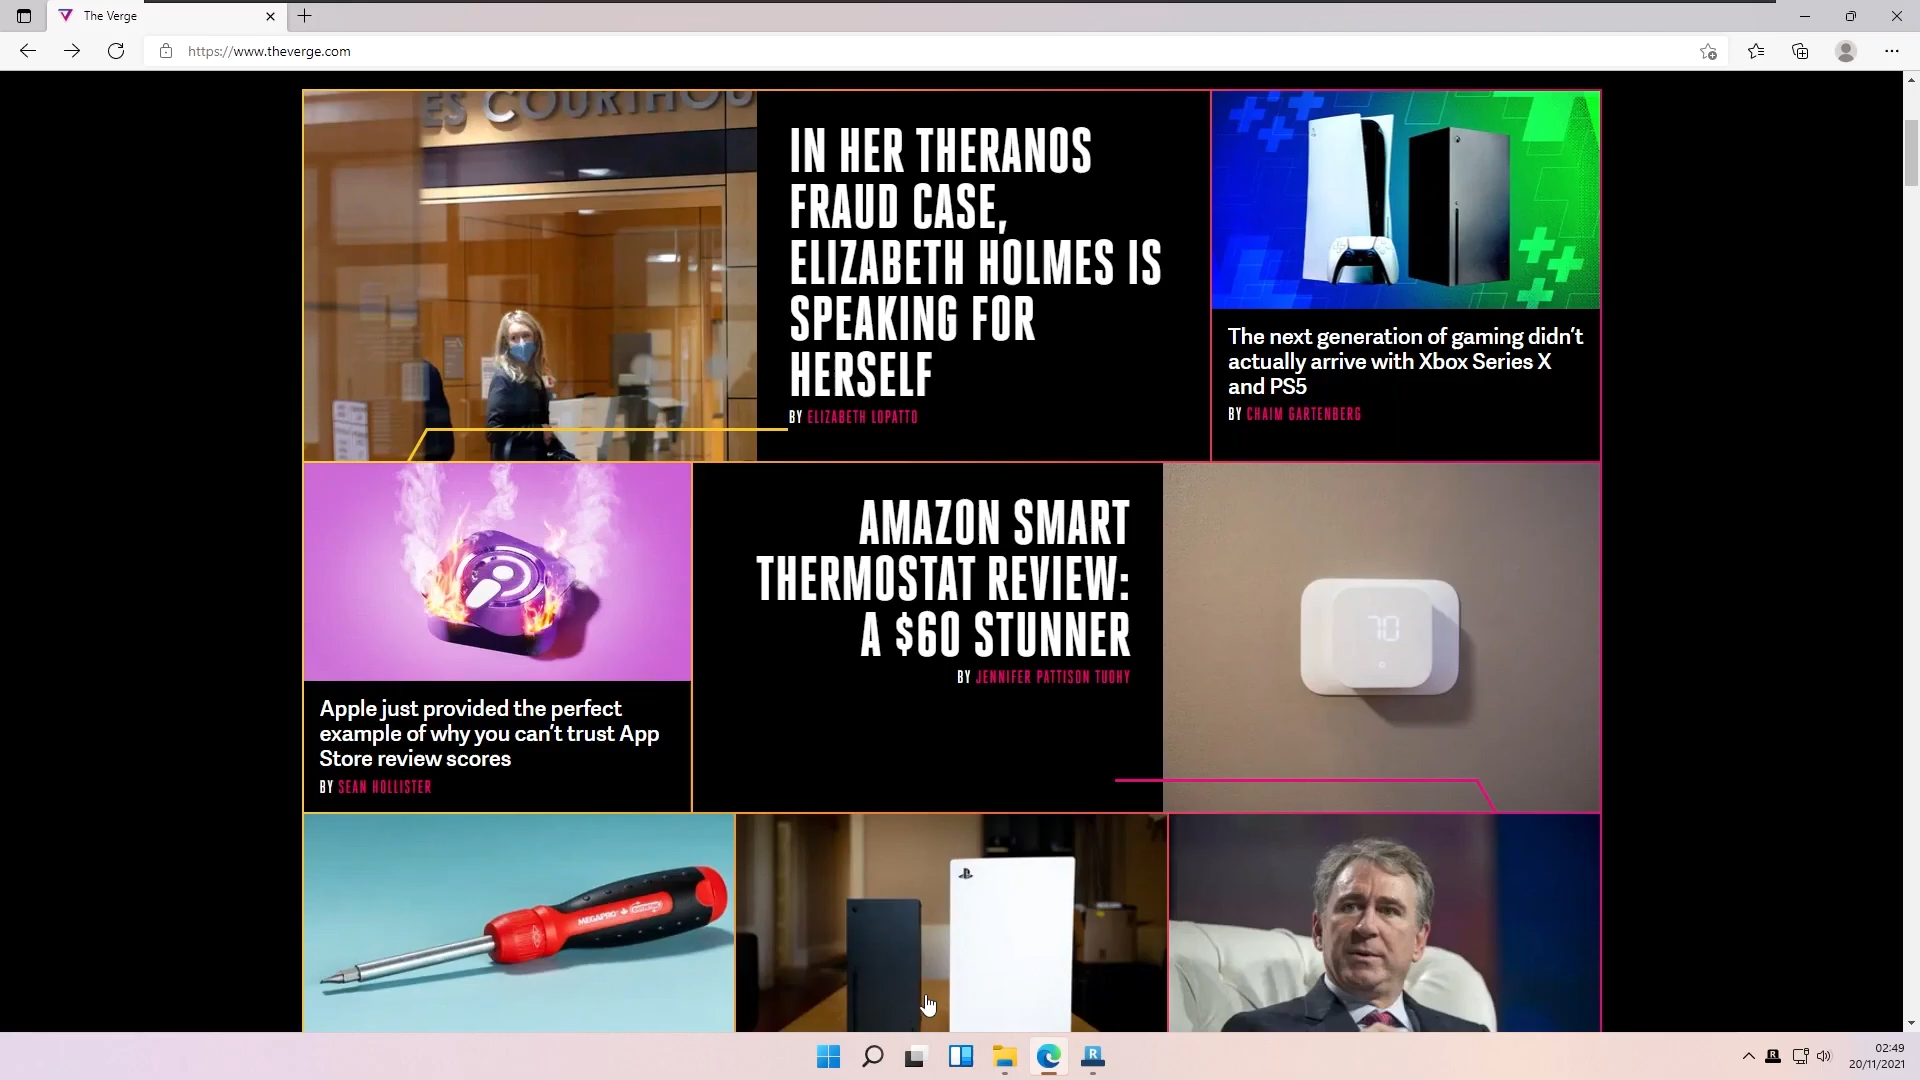 The Verge
https://www.theverge.com
ES COURTHOUS
IN HER THERANOS
FRAUD CASE,
ELIZABETH HOLMES IS
SPEAKING FOR
HERSELF
BY ELIZABETH LOPATTO
The next generation of gaming didn’t
actually arrive with Xbox Series X
and PS5
BY CHAIM GARTENBERG
Apple just provided the perfect
example of why you can’t trust App
Store review scores
BY SEAN HOLLISTER
AMAZON SMART
THERMOSTAT REVIEW:
A $60 STUNNER
BY JENNIFER PATTISON TUOHY
70
MEGAPRO
R
R
02:49
20/11/2021